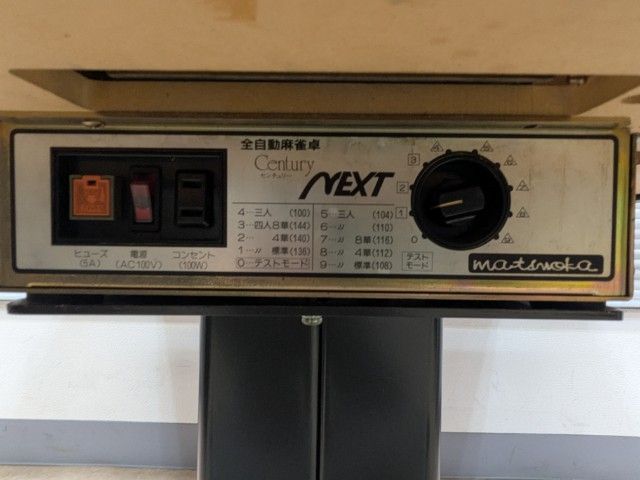 全自動麻雀卓
Century
センチュリー
NEXT
4…三人 (100)
3…四人8華(144)
2… 〃 4華(140)
1… 〃 標準(136)
0…テストモード
5…三人 (104)
6… 〃 (110)
7… 〃 8華(116)
8… 〃 4華(112)
9… 〃 標準(108)
ヒューズ
(5A)
電源
(AC100V)
コンセント
(100W)
3
2
1
0
テスト
モード
matsuoka